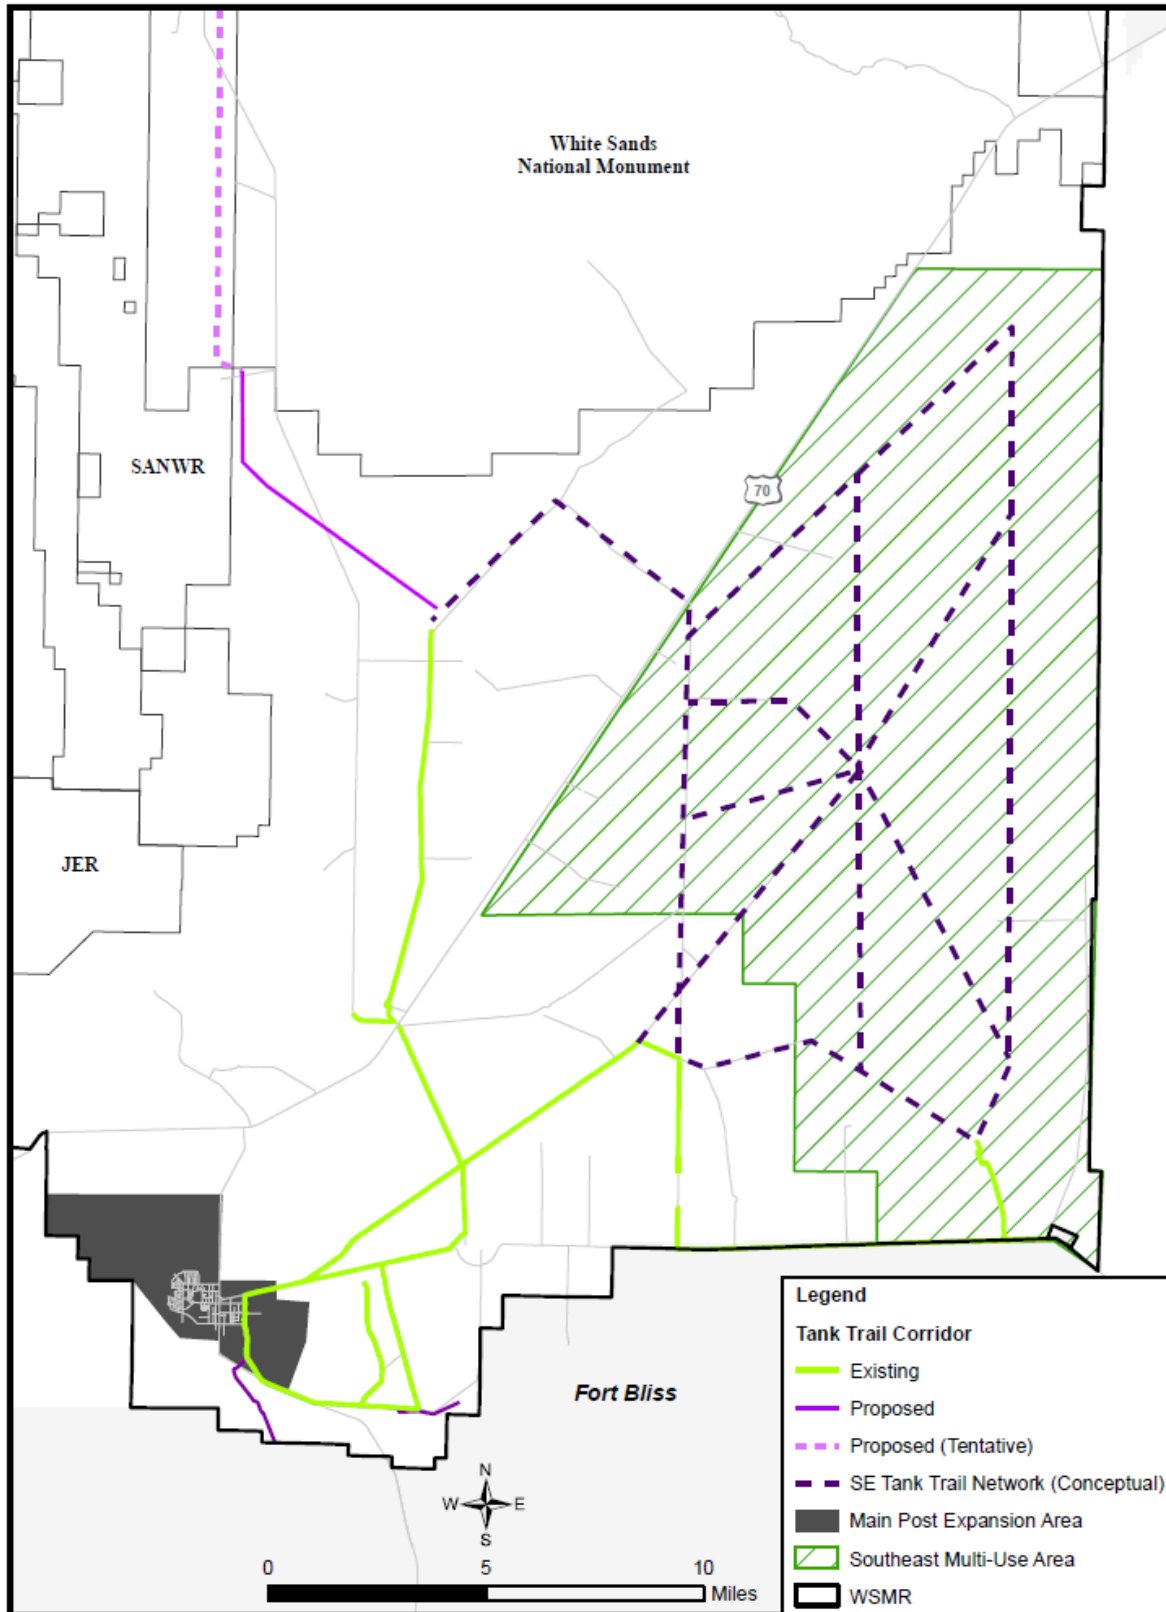 White Sands
National Monument
SANWR
70
JER
Fort Bliss
N
W E
S
0 5 10
Miles
Legend
Tank Trail Corridor
Existing
Proposed
Proposed (Tentative)
SE Tank Trail Network (Conceptual)
Main Post Expansion Area
Southeast Multi-Use Area
WSMR